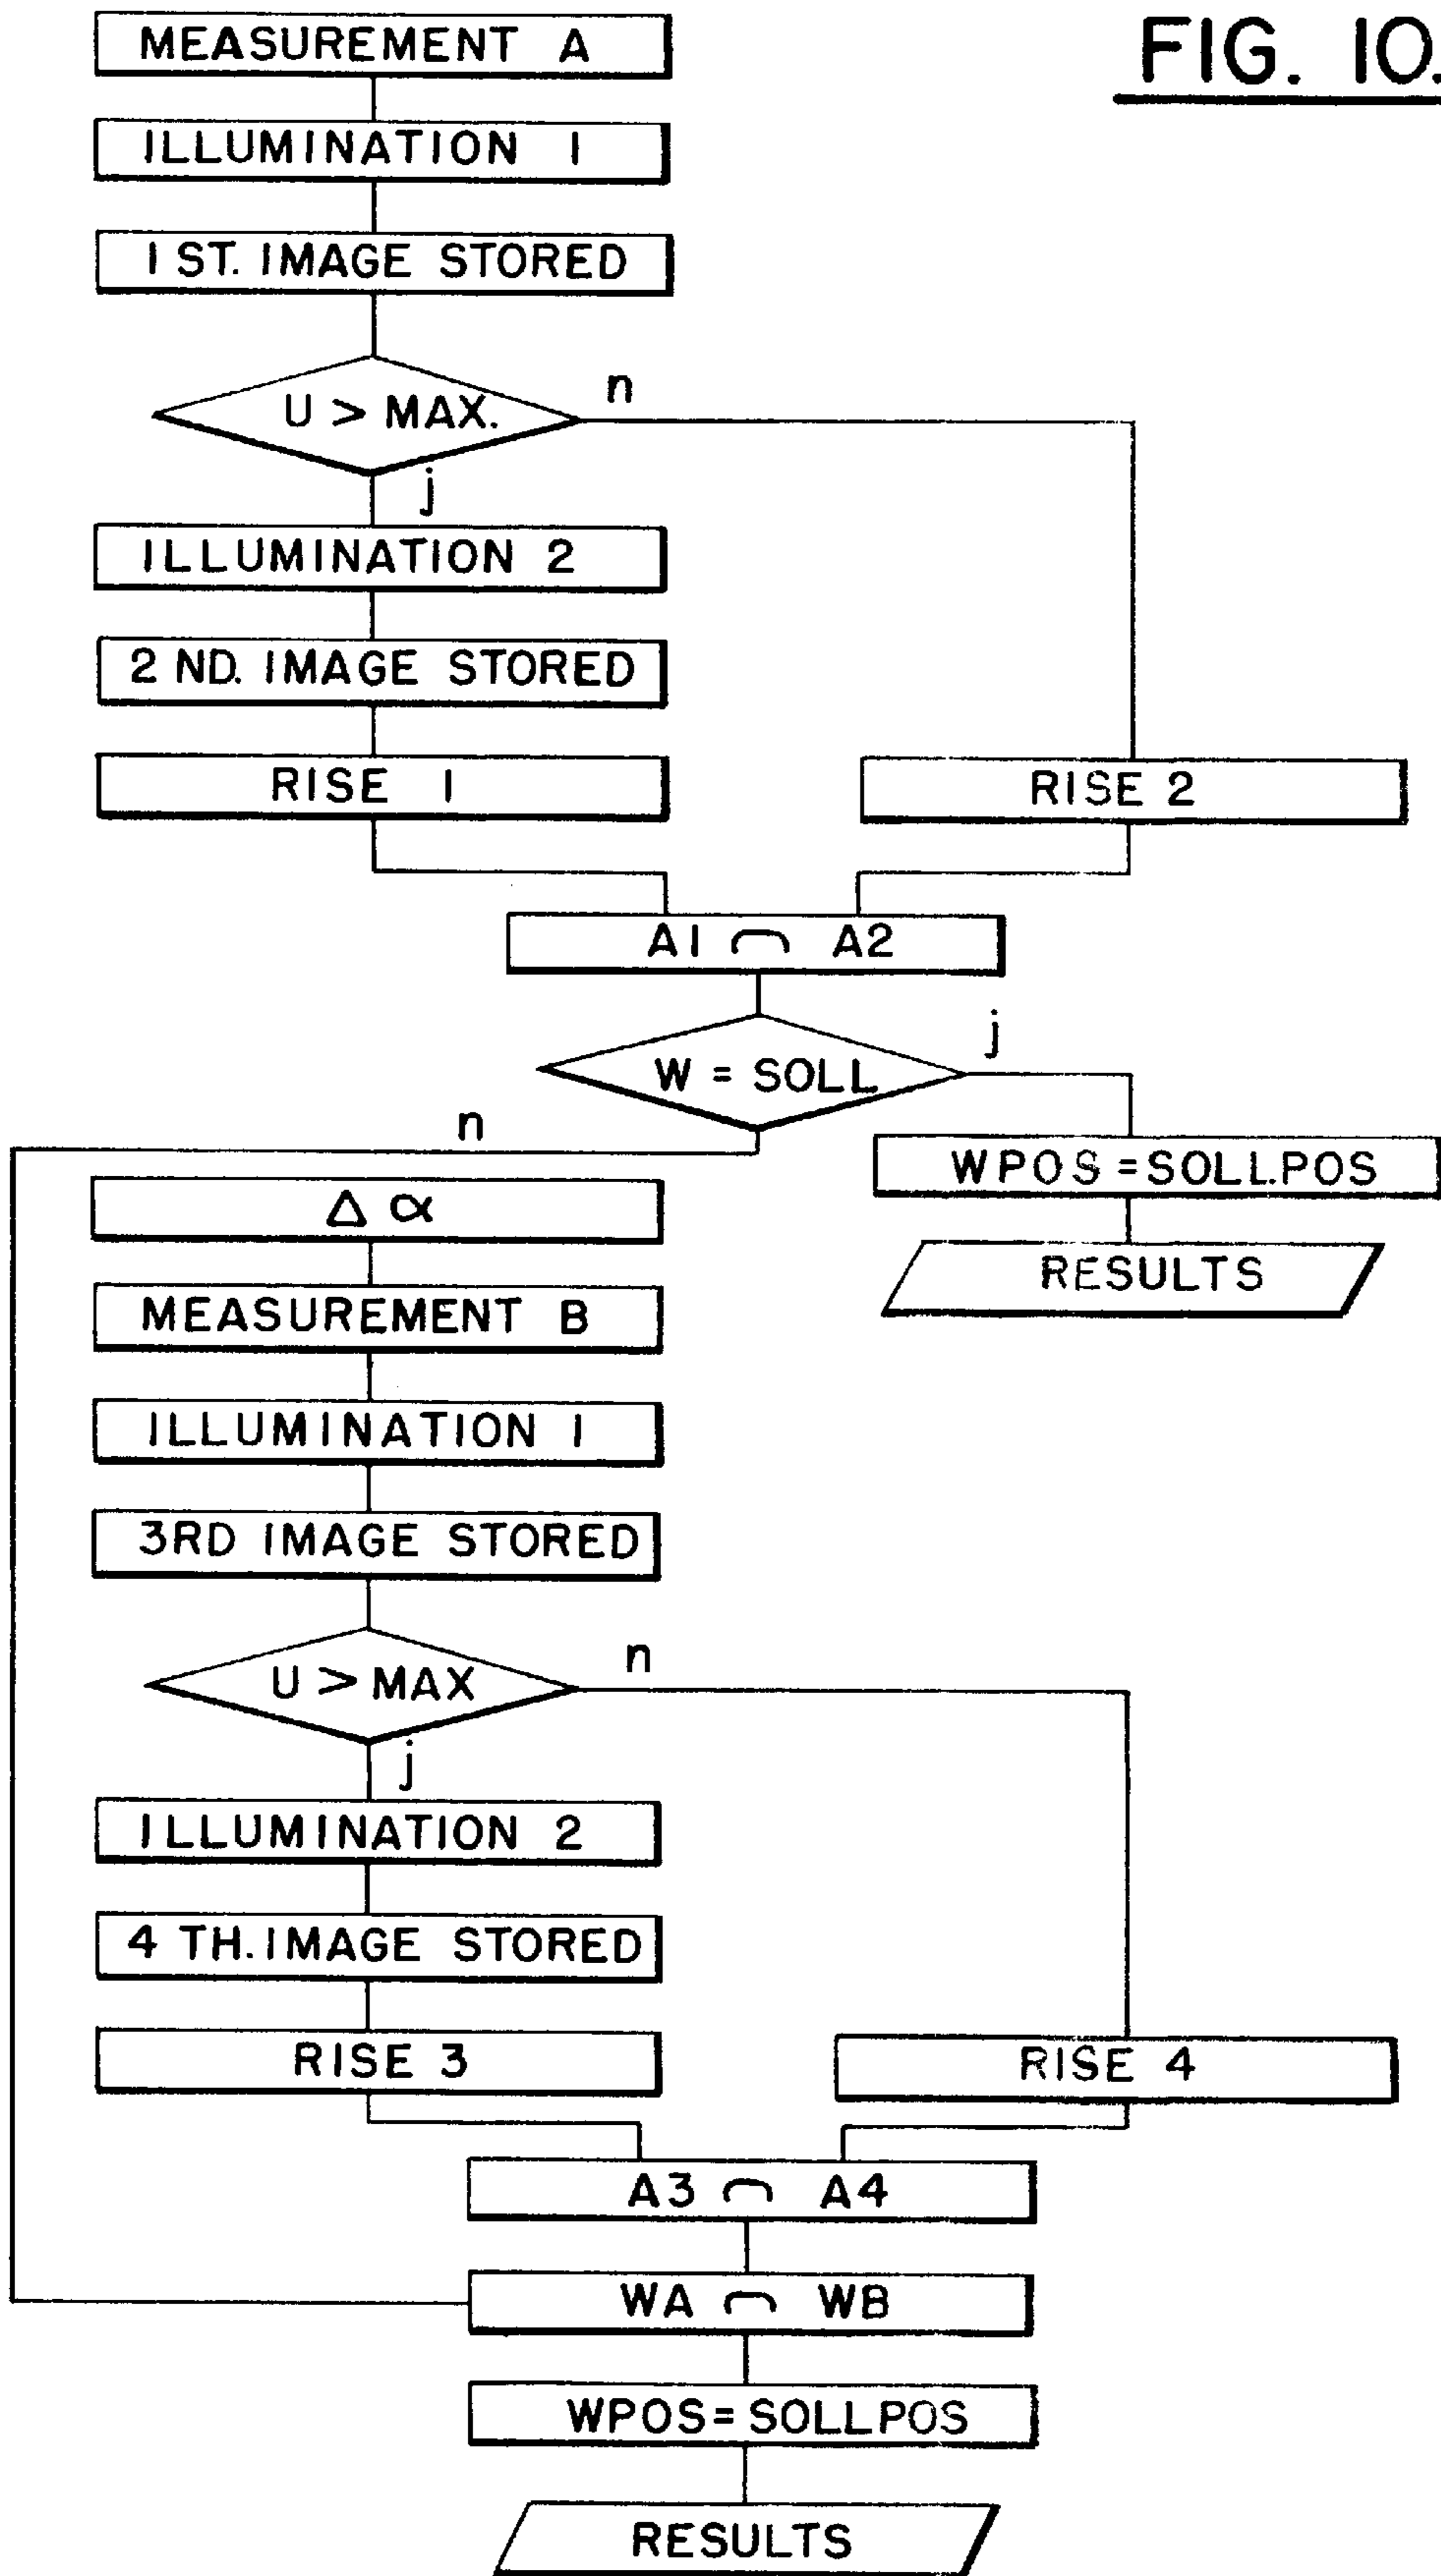 FIG. 10.
MEASUREMENT A
ILLUMINATION 1
1 ST. IMAGE STORED
U > MAX.
n
j
ILLUMINATION 2
2 ND. IMAGE STORED
RISE 1
RISE 2
A1 ∩ A2
W = SOLL
j
n
WPOS = SOLL.POS
RESULTS
Δ α
MEASUREMENT B
ILLUMINATION 1
3RD IMAGE STORED
U > MAX
n
j
ILLUMINATION 2
4 TH. IMAGE STORED
RISE 3
RISE 4
A3 ∩ A4
WA ∩ WB
WPOS = SOLLPOS
RESULTS